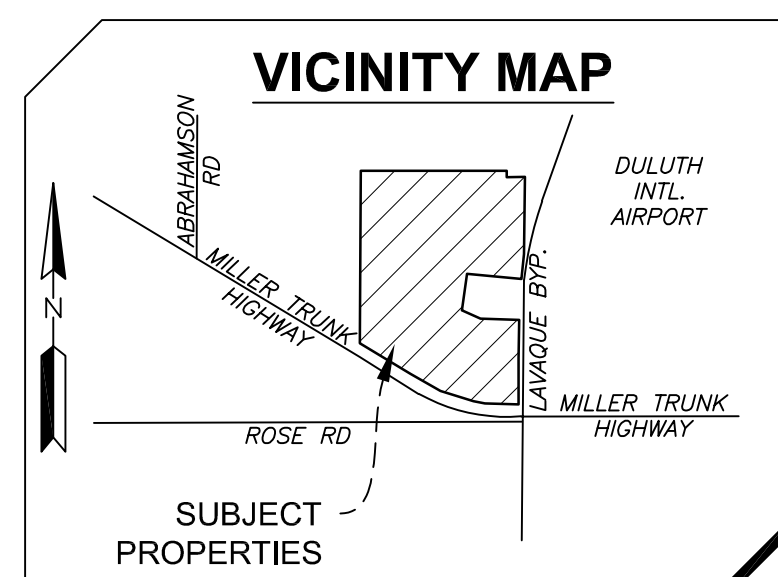 VICINITY MAP
ABRAHAMSON
RD
DULUTH
INTL.
AIRPORT
N
MILLER TRUNK
HIGHWAY
LAVAQUE BYP.
MILLER TRUNK
HIGHWAY
ROSE RD
SUBJECT
PROPERTIES